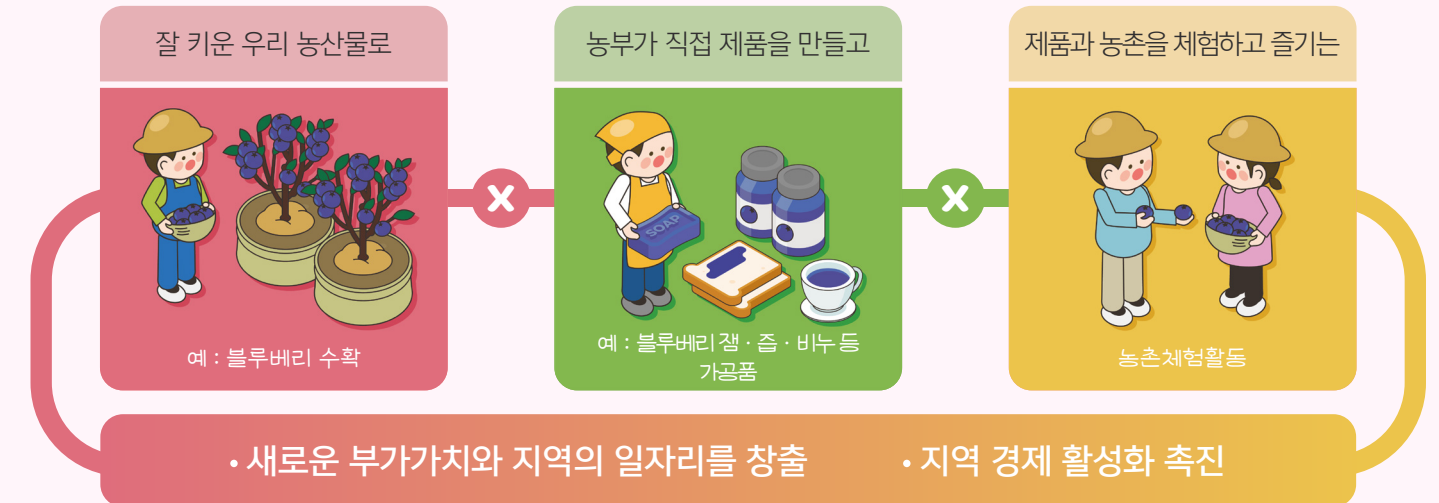 잘 키운 우리 농산물로
농부가 직접 제품을 만들고
제품과 농촌을 체험하고 즐기는
x
x
SOAP
예 : 블루베리 수확
예 : 블루베리 잼 · 즙 · 비누 등
가공품
농촌체험활동
• 새로운 부가가치와 지역의 일자리를 창출
• 지역 경제 활성화 촉진